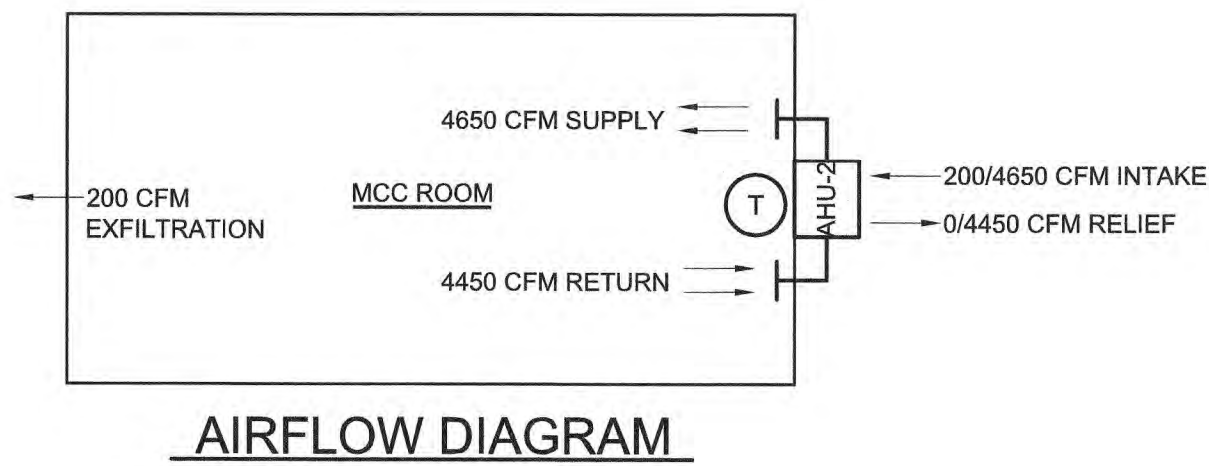 4650 CFM SUPPLY
200 CFM
EXFILTRATION
MCC ROOM
T
AHU-2
200/4650 CFM INTAKE
0/4450 CFM RELIEF
4450 CFM RETURN
AIRFLOW DIAGRAM